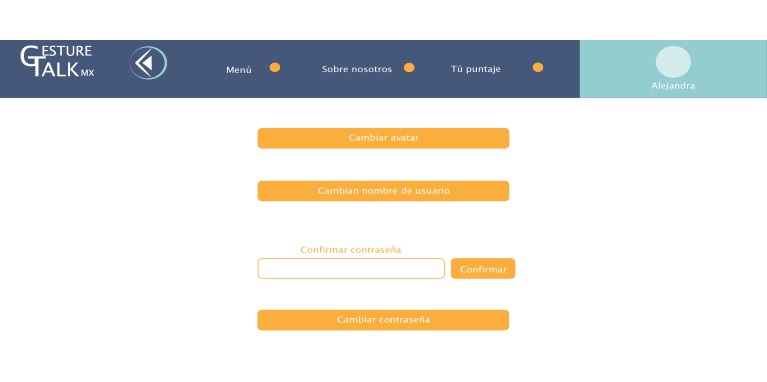 GESTURE
TALK MX
Menú
Sobre nosotros
Tú puntaje
Alejandra
Cambiar avatar
Cambian nombre de usuario
Confirmar contraseña
Confirmar
Cambiar contraseña